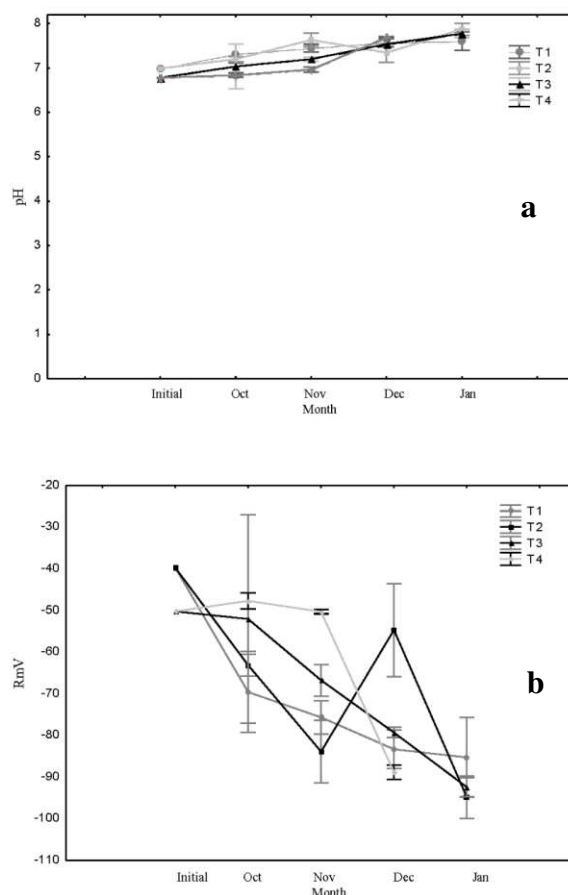 8
7
6
5
4
3
2
1
0
pH
T1
T2
T3
T4
a
Initial Oct Nov Dec Jan
Month
-20
-30
-40
-50
-60
-70
-80
-90
-100
-110
RmV
T1
T2
T3
T4
b
Initial Oct Nov Dec Jan
Month